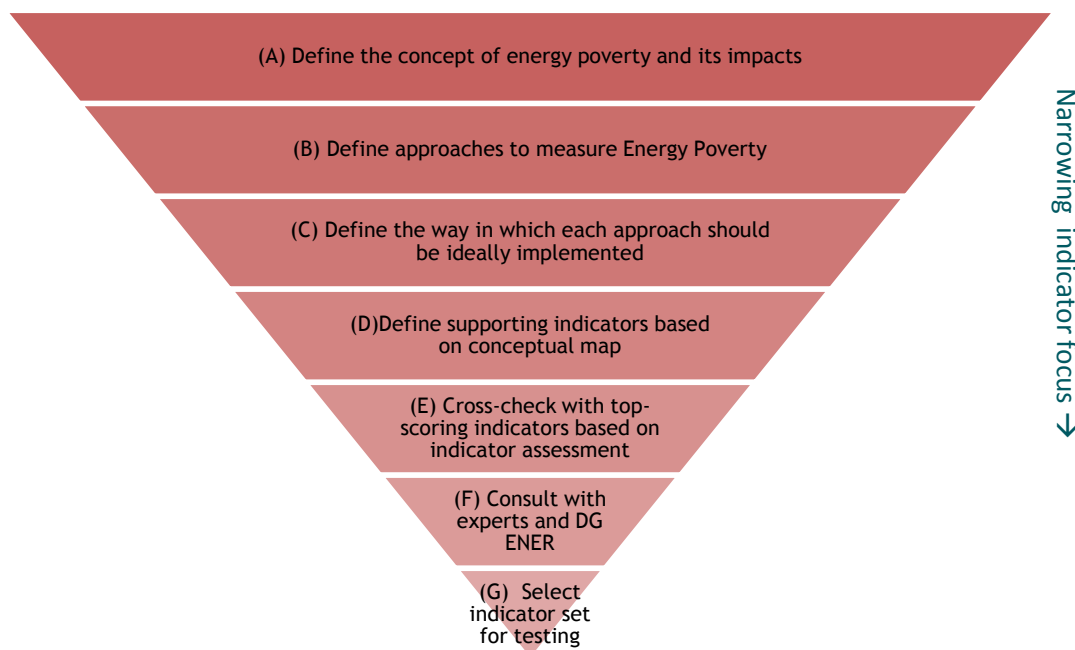 (A) Define the concept of energy poverty and its impacts
(B) Define approaches to measure Energy Poverty
(C) Define the way in which each approach should
be ideally implemented
(D)Define supporting indicators based
on conceptual map
(E) Cross-check with top-
scoring indicators based on
indicator assessment
(F) Consult with
experts and DG
ENER
(G) Select
indicator set
for testing
Narrowing indicator focus →